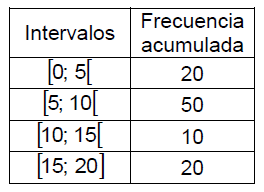 Intervalos Frecuencia acumulada
[0; 5[ 20
[5; 10[ 50
[10; 15[ 10
[15; 20] 20